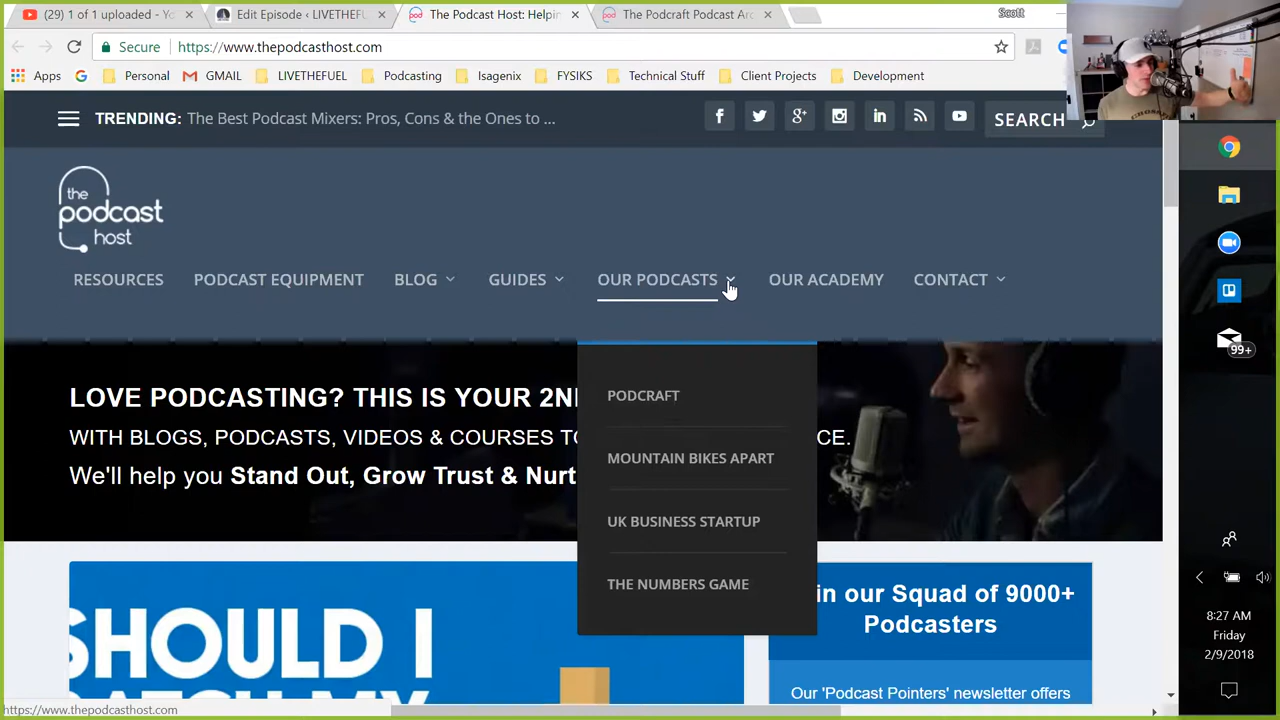 (29) 1 of 1 uploaded - Yo
Edit Episode ‹ LIVETHEFU
The Podcast Host: Helpin
The Podcraft Podcast Arc
Scott
Secure
https://www.thepodcasthost.com
Apps
Personal
GMAIL
LIVETHEFUEL
Podcasting
Isagenix
FYSIKS
Technical Stuff
Client Projects
Development
TRENDING: The Best Podcast Mixers: Pros, Cons & the Ones to ...
SEARCH
the
podcast
host
RESOURCES
PODCAST EQUIPMENT
BLOG
GUIDES
OUR PODCASTS
OUR ACADEMY
CONTACT
PODCRAFT
MOUNTAIN BIKES APART
UK BUSINESS STARTUP
THE NUMBERS GAME
LOVE PODCASTING? THIS IS YOUR 2N
WITH BLOGS, PODCASTS, VIDEOS & COURSES TO CE.
We'll help you Stand Out, Grow Trust & Nurt
SHOULD I
in our Squad of 9000+
Podcasters
Our 'Podcast Pointers' newsletter offers
https://www.thepodcasthost.com
99+
8:27 AM
Friday
2/9/2018